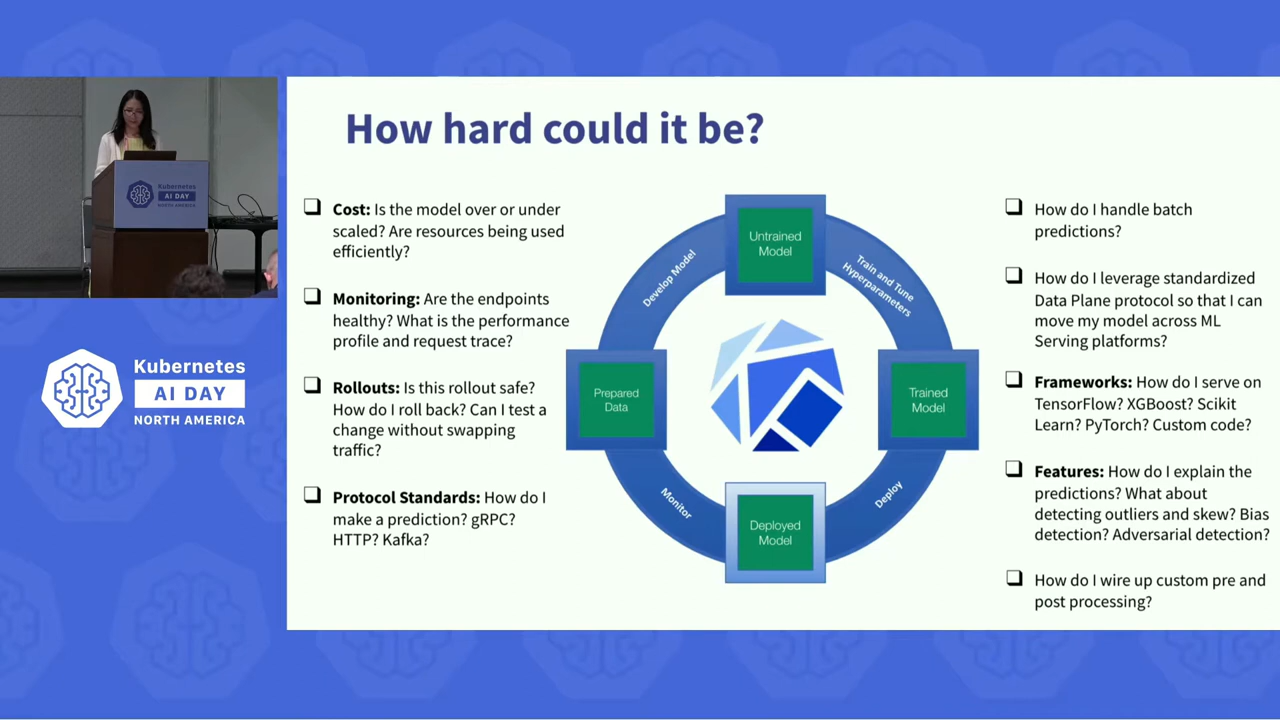 How hard could it be?
Kubernetes
AI DAY
NORTH AMERICA
Kubernetes
AI DAY
NORTH AMERICA
❏ Cost: Is the model over or under
scaled? Are resources being used
efficiently?
❏ Monitoring: Are the endpoints
healthy? What is the performance
profile and request trace?
❏ Rollouts: Is this rollout safe?
How do I roll back? Can I test a
change without swapping
traffic?
❏ Protocol Standards: How do I
make a prediction? gRPC?
HTTP? Kafka?
Untrained
Model
Train and Tune
Hyperparameters
Trained
Model
Deploy
Deployed
Model
Monitor
Prepared
Data
Develop Model
❏ How do I handle batch
predictions?
❏ How do I leverage standardized
Data Plane protocol so that I can
move my model across ML
Serving platforms?
❏ Frameworks: How do I serve on
TensorFlow? XGBoost? Scikit
Learn? PyTorch? Custom code?
❏ Features: How do I explain the
predictions? What about
detecting outliers and skew? Bias
detection? Adversarial detection?
❏ How do I wire up custom pre and
post processing?